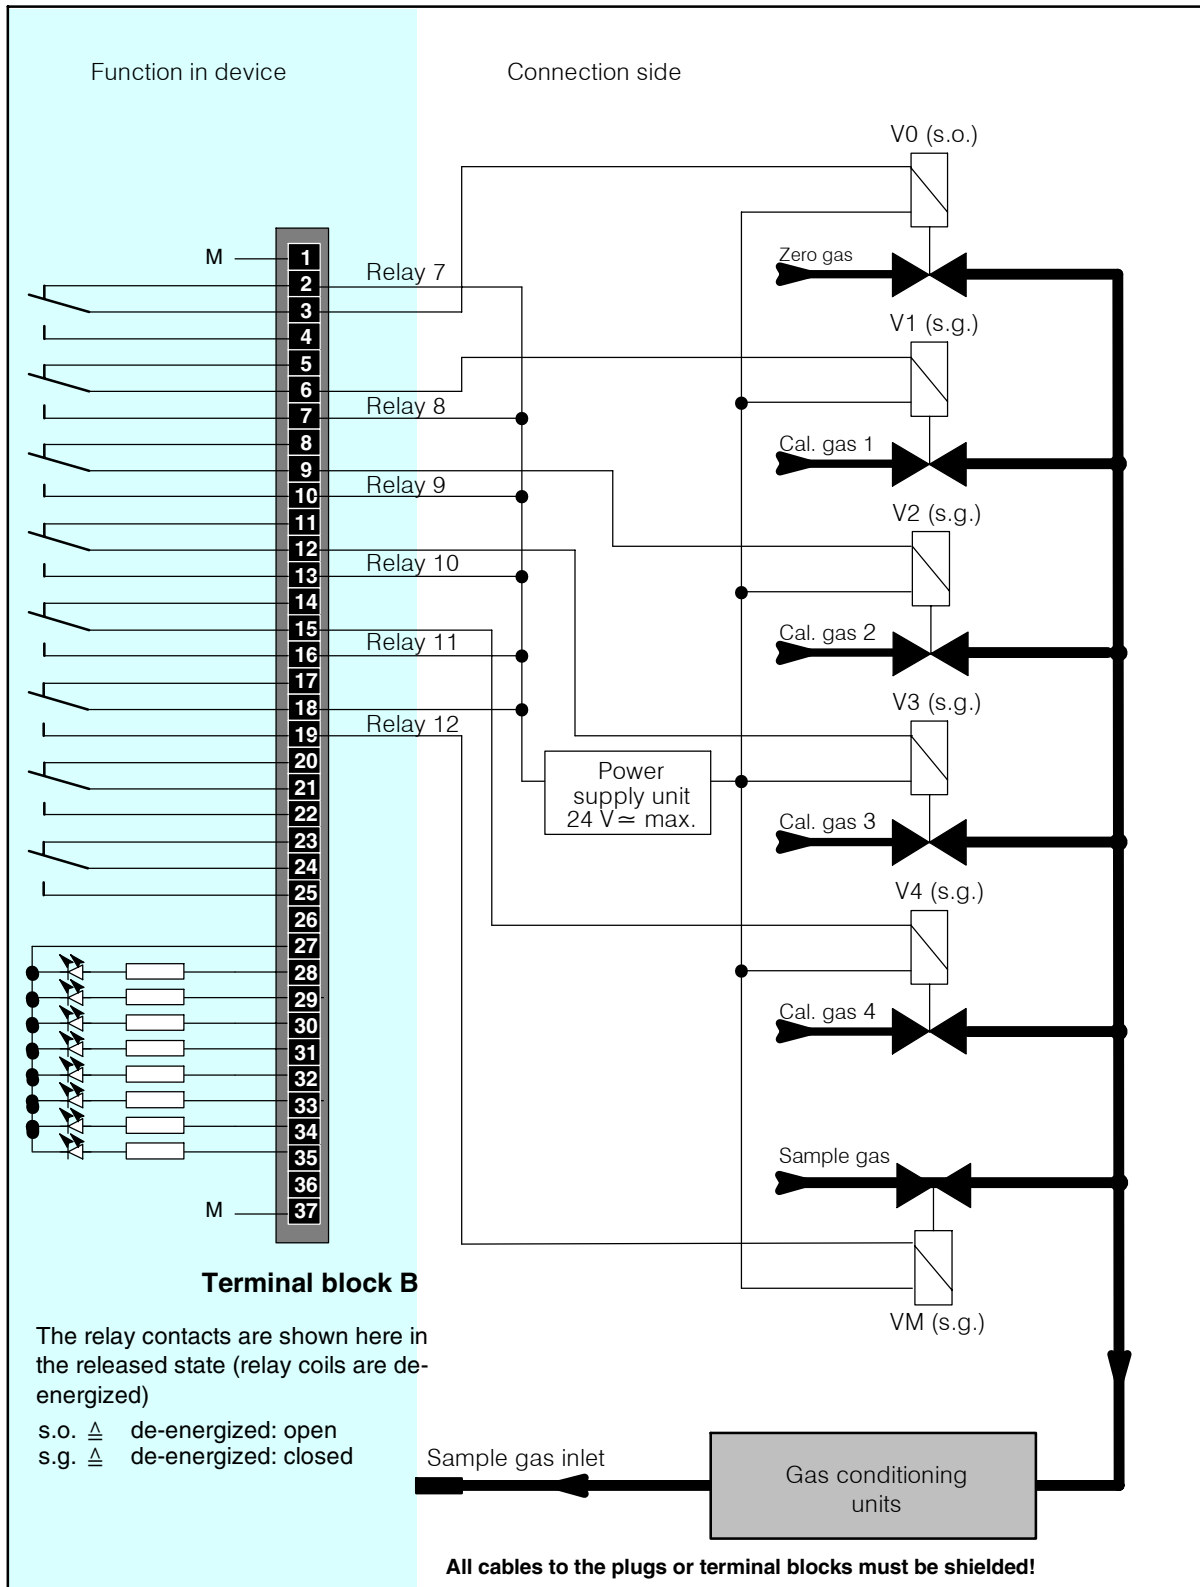 Function in device
Connection side
V0 (s.o.)
Zero gas
M
1
2
3
4
5
6
7
8
9
10
11
12
13
14
15
16
17
18
19
20
21
22
23
24
25
26
27
28
29
30
31
32
33
34
35
36
37
M
Relay 7
Relay 8
Relay 9
Relay 10
Relay 11
Relay 12
V1 (s.g.)
Cal. gas 1
V2 (s.g.)
Cal. gas 2
V3 (s.g.)
Power
supply unit
24 V ≃ max.
Cal. gas 3
V4 (s.g.)
Cal. gas 4
Sample gas
VM (s.g.)
Terminal block B
The relay contacts are shown here in
the released state (relay coils are de-
energized)
s.o. ≙ de-energized: open
s.g. ≙ de-energized: closed
Sample gas inlet
Gas conditioning
units
All cables to the plugs or terminal blocks must be shielded!